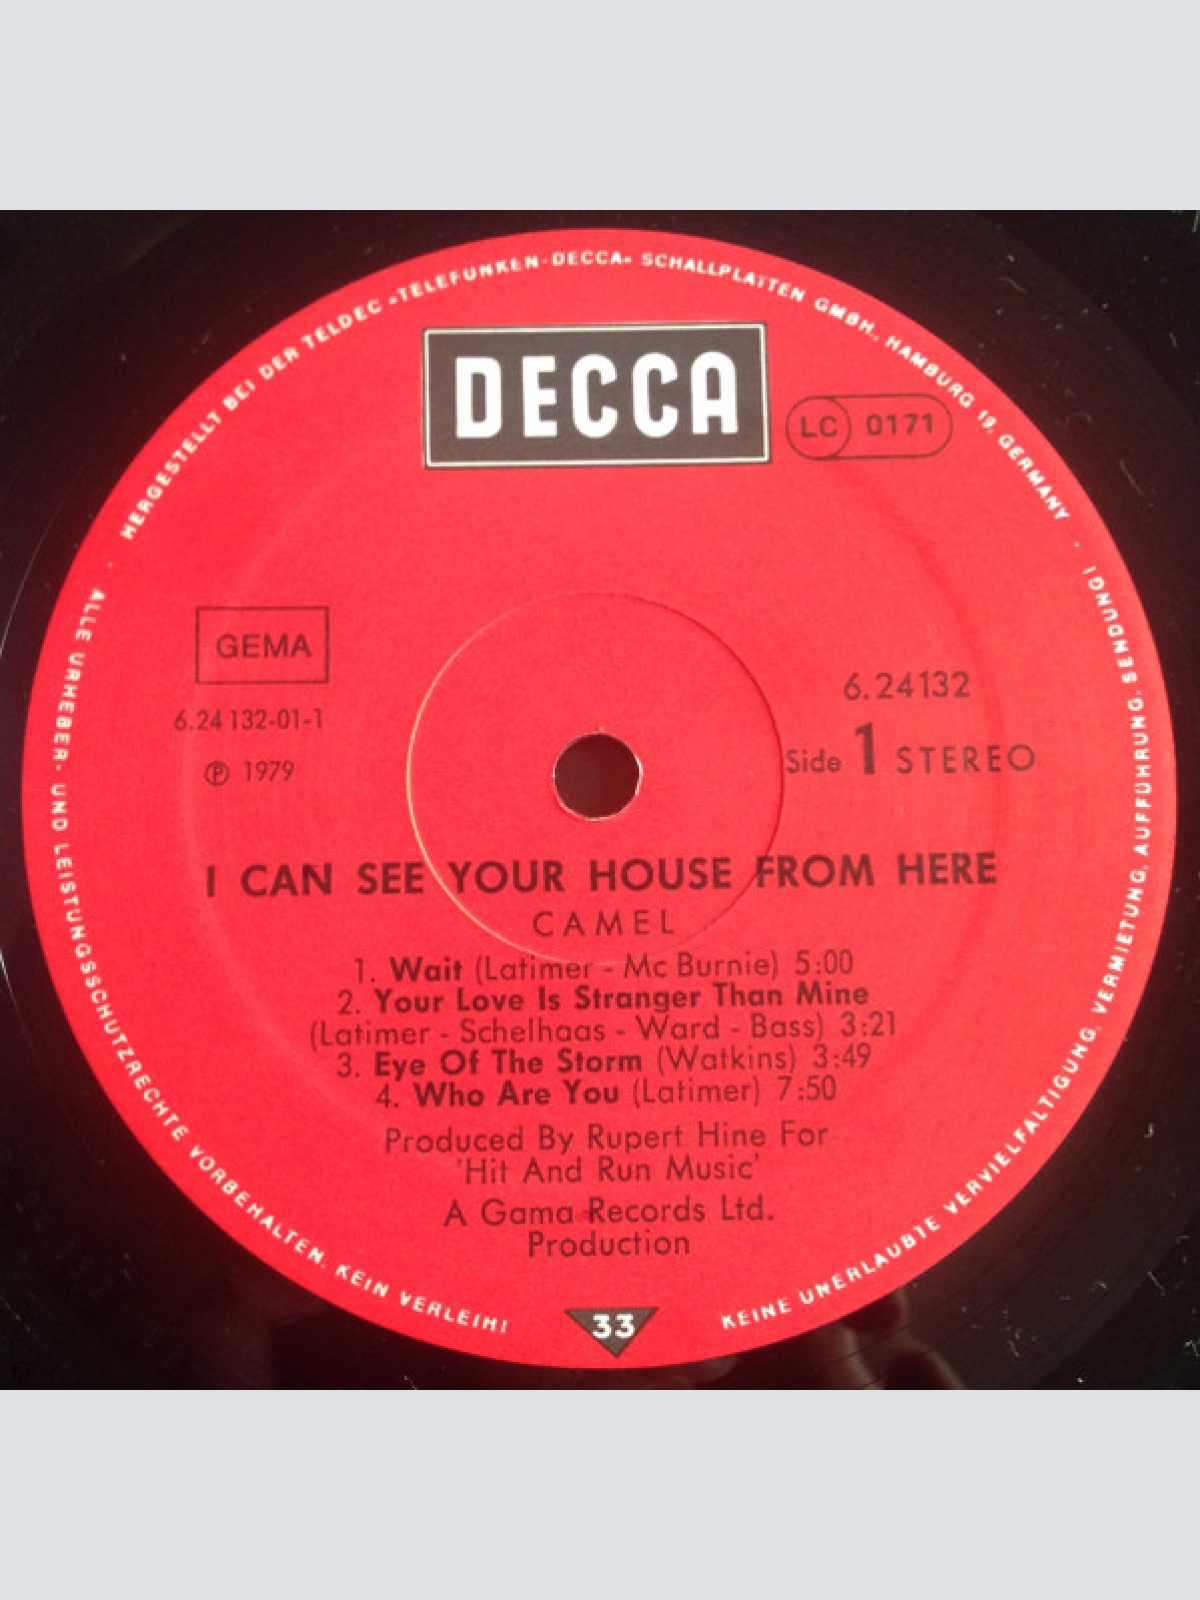 HERGESTELLT BEI DER TELDEC »TELEFUNKEN-DECCA« SCHALLPLATTEN GMBH., HAMBURG 19, GERMANY ·
DECCA
LC 0171
GEMA
6.24132-01-1
℗ 1979
6.24132
Side 1 STEREO
I CAN SEE YOUR HOUSE FROM HERE
CAMEL
1. Wait (Latimer - Mc Burnie) 5:00
2. Your Love Is Stranger Than Mine
(Latimer - Schelhaas - Ward - Bass) 3:21
3. Eye Of The Storm (Watkins) 3:49
4. Who Are You (Latimer) 7:50
Produced By Rupert Hine For
'Hit And Run Music'
A Gama Records Ltd.
Production
33
· ALLE URHEBER- UND LEISTUNGSSCHUTZRECHTE VORBEHALTEN. KEIN VERLEIH!
KEINE UNERLAUBTE VERVIELFÄLTIGUNG, VERMIETUNG, AUFFÜHRUNG, SENDUNG!